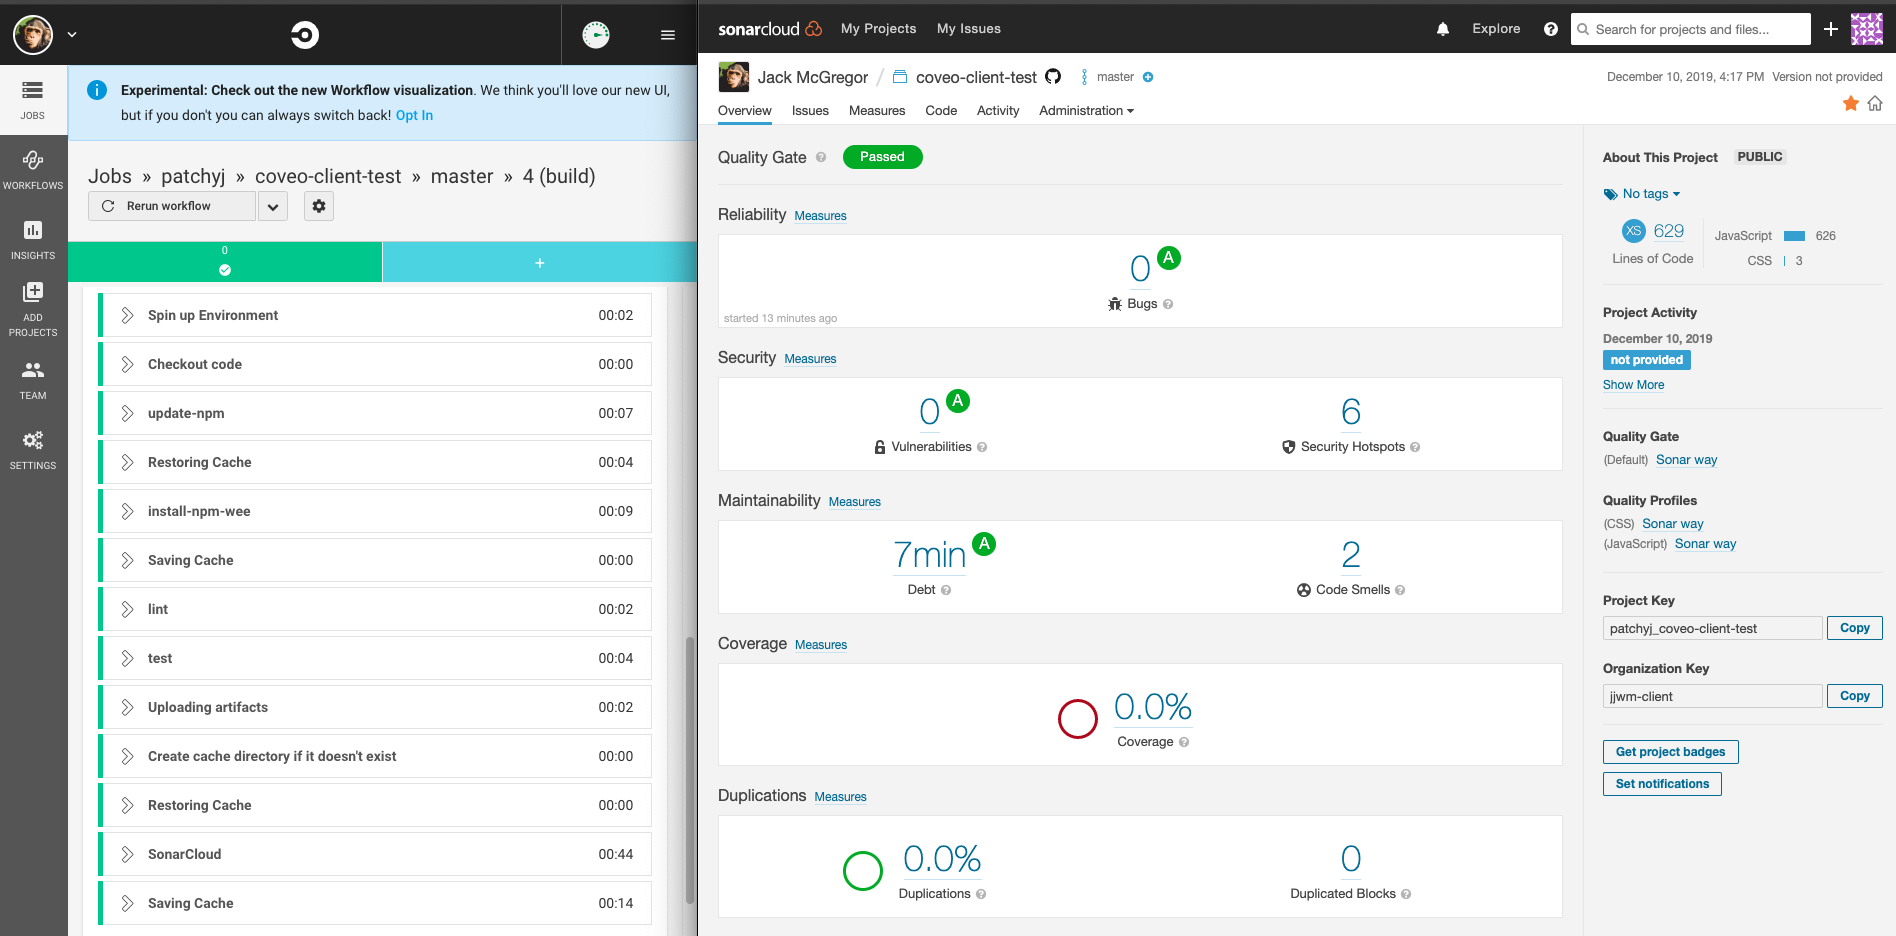 JOBS
WORKFLOWS
INSIGHTS
ADD
PROJECTS
TEAM
SETTINGS
Experimental: Check out the new Workflow visualization. We think you'll love our new UI,
but if you don't you can always switch back! Opt In
Jobs » patchyj » coveo-client-test » master » 4 (build)
Rerun workflow
0
+
Spin up Environment 00:02
Checkout code 00:00
update-npm 00:07
Restoring Cache 00:04
install-npm-wee 00:09
Saving Cache 00:00
lint 00:02
test 00:04
Uploading artifacts 00:02
Create cache directory if it doesn't exist 00:00
Restoring Cache 00:00
SonarCloud 00:44
Saving Cache 00:14
sonarcloud My Projects My Issues Explore ? Search for projects and files... +
Jack McGregor / coveo-client-test master December 10, 2019, 4:17 PM Version not provided
Overview Issues Measures Code Activity Administration
Quality Gate ? Passed
Reliability Measures
0 A
Bugs ?
started 13 minutes ago
Security Measures
0 A 6
Vulnerabilities ? Security Hotspots ?
Maintainability Measures
7min A 2
Debt ? Code Smells ?
Coverage Measures
0.0%
Coverage ?
Duplications Measures
0.0% 0
Duplications ? Duplicated Blocks ?
About This Project PUBLIC
No tags
XS 629 JavaScript 626
Lines of Code CSS 3
Project Activity
December 10, 2019
not provided
Show More
Quality Gate
(Default) Sonar way
Quality Profiles
(CSS) Sonar way
(JavaScript) Sonar way
Project Key
patchyj_coveo-client-test Copy
Organization Key
jjwm-client Copy
Get project badges
Set notifications